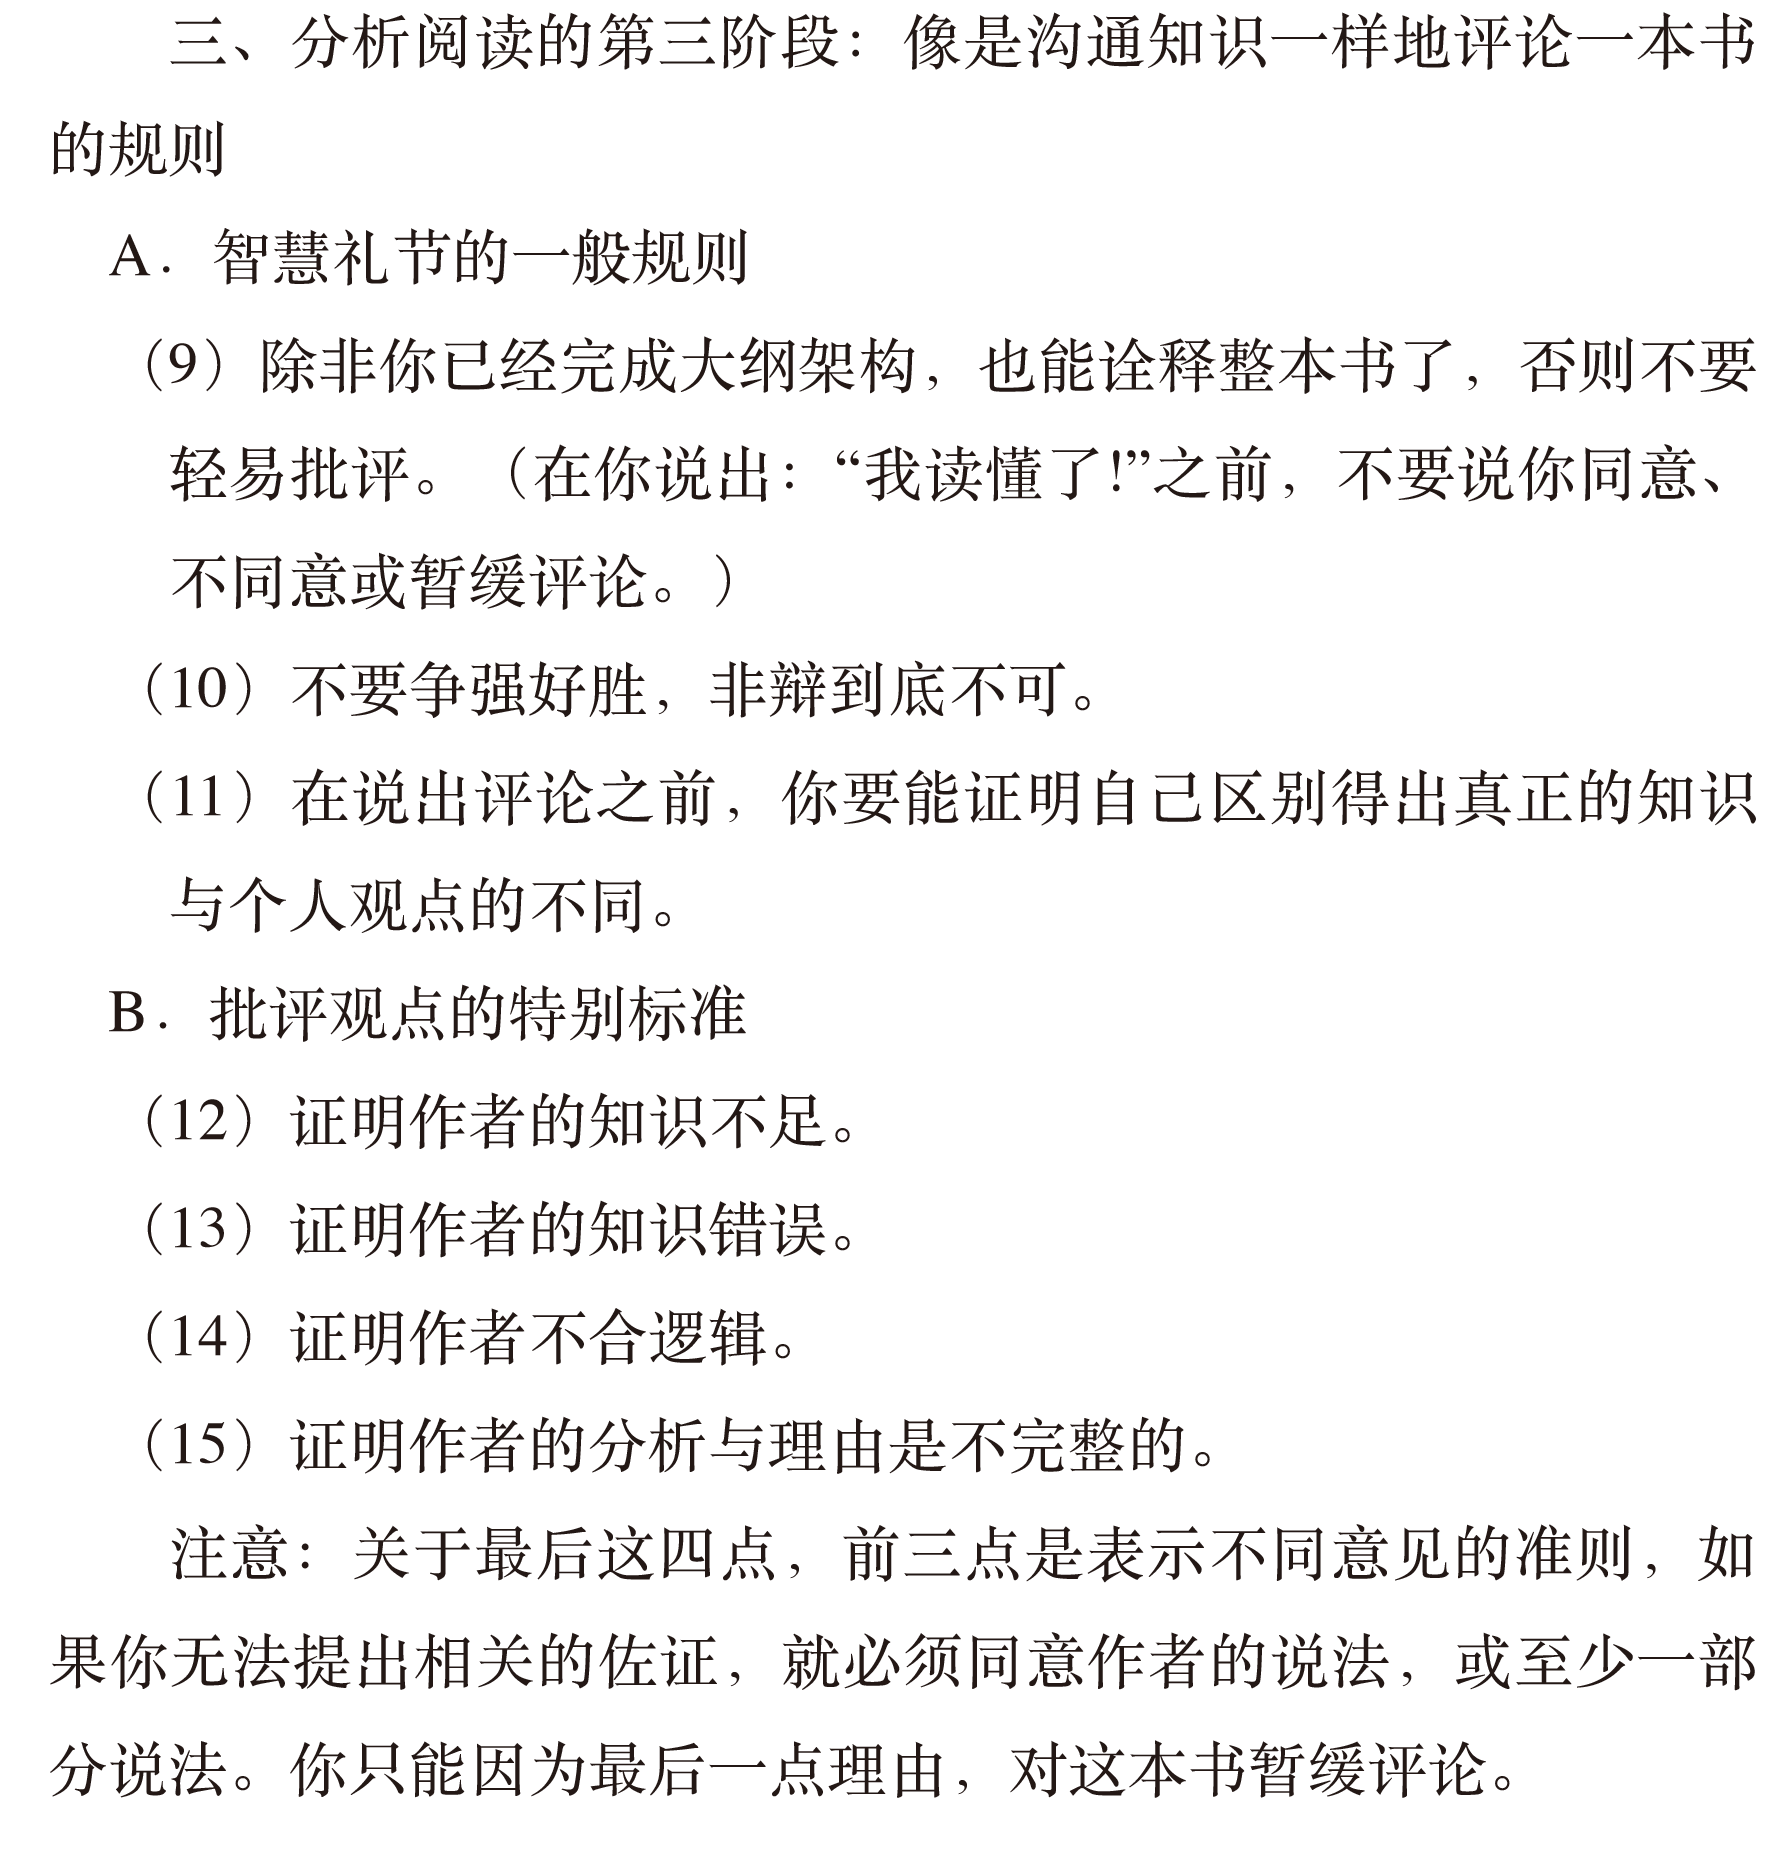 三、分析阅读的第三阶段：像是沟通知识一样地评论一本书
的规则
A．智慧礼节的一般规则
（9）除非你已经完成大纲架构，也能诠释整本书了，否则不要
轻易批评。（在你说出：“我读懂了!”之前，不要说你同意、
不同意或暂缓评论。）
（10）不要争强好胜，非辩到底不可。
（11）在说出评论之前，你要能证明自己区别得出真正的知识
与个人观点的不同。
B．批评观点的特别标准
（12）证明作者的知识不足。
（13）证明作者的知识错误。
（14）证明作者不合逻辑。
（15）证明作者的分析与理由是不完整的。
注意：关于最后这四点，前三点是表示不同意见的准则，如
果你无法提出相关的佐证，就必须同意作者的说法，或至少一部
分说法。你只能因为最后一点理由，对这本书暂缓评论。